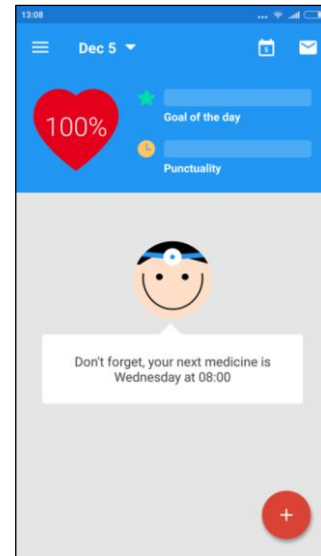 13:08
Dec 5
5
100%
Goal of the day
Punctuality
Don't forget, your next medicine is
Wednesday at 08:00
+